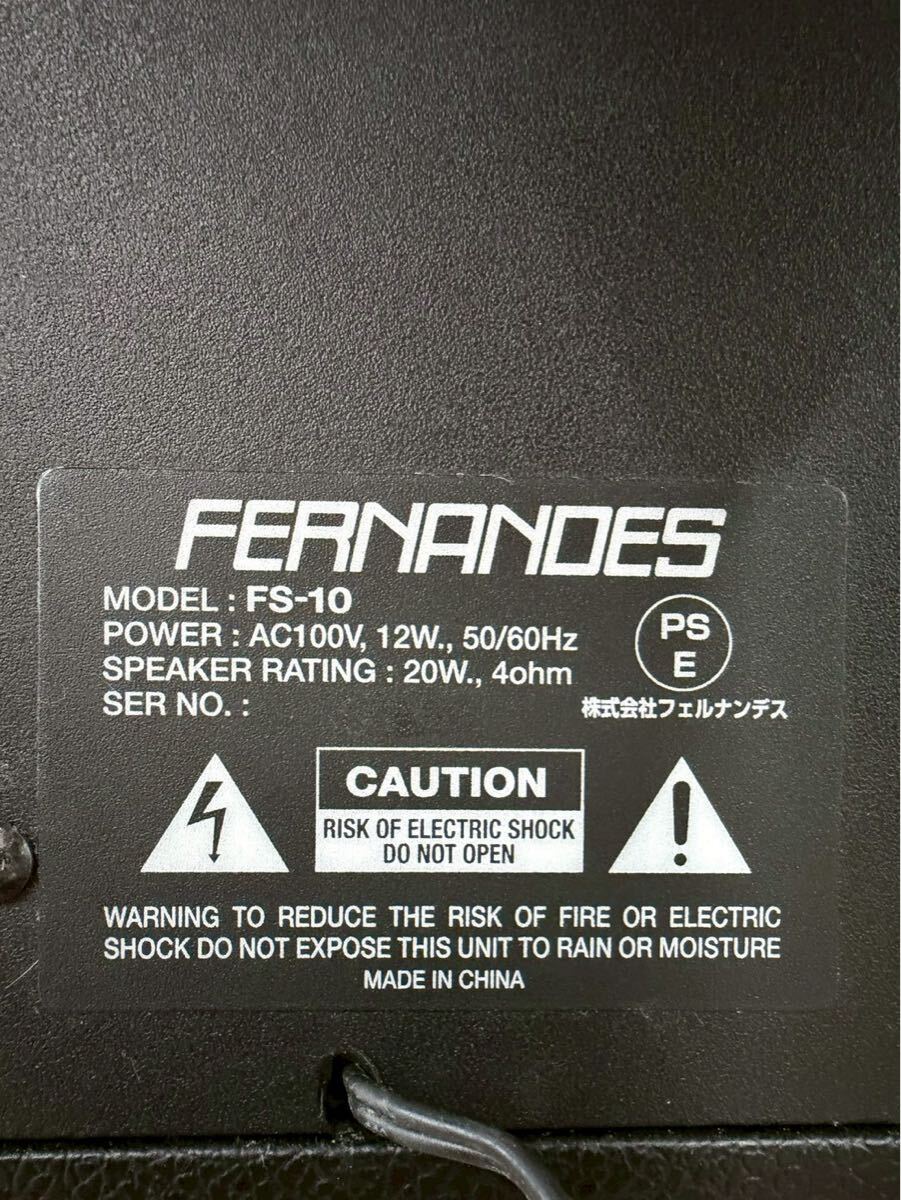 FERNANDES
MODEL : FS-10
POWER : AC100V, 12W., 50/60Hz
SPEAKER RATING : 20W., 4ohm
SER NO. :
PS
E
株式会社フェルナンデス
CAUTION
RISK OF ELECTRIC SHOCK
DO NOT OPEN
WARNING TO REDUCE THE RISK OF FIRE OR ELECTRIC
SHOCK DO NOT EXPOSE THIS UNIT TO RAIN OR MOISTURE
MADE IN CHINA